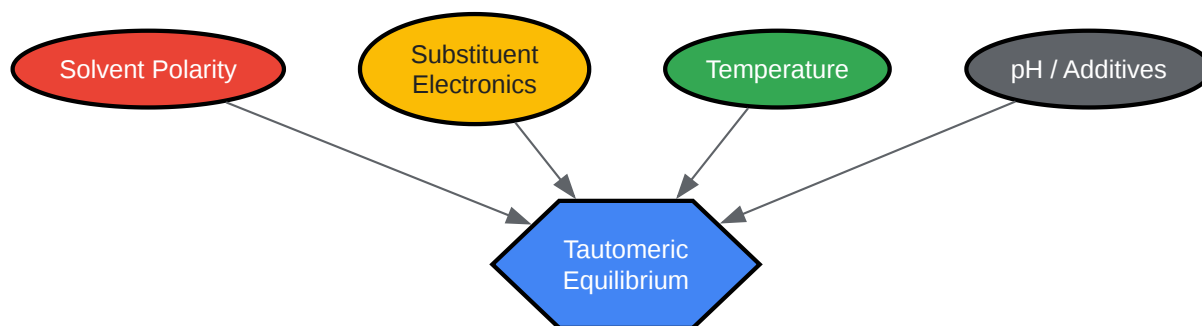 Solvent Polarity
Substituent
Electronics
Temperature
pH / Additives
Tautomeric
Equilibrium